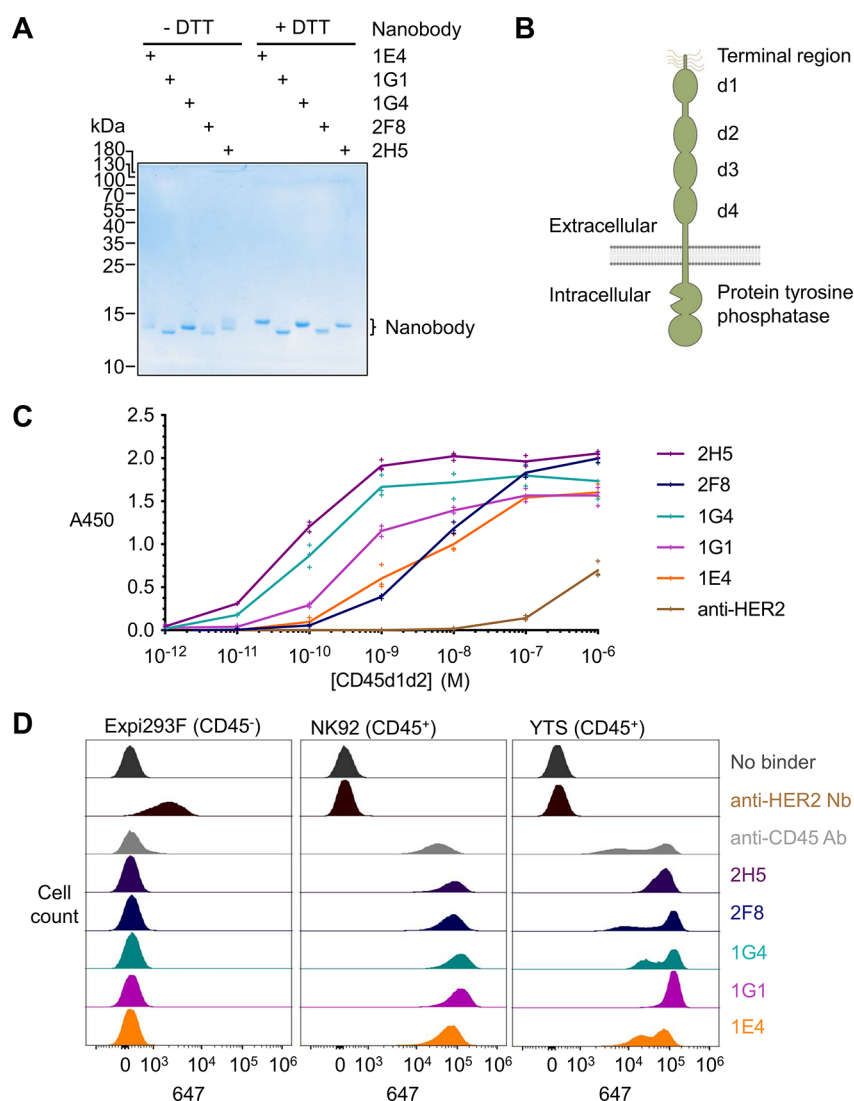 A
- DTT + DTT Nanobody
+ + 1E4
+ + 1G1
+ + 1G4
kDa + + 2F8
180 + + 2H5
130
100
70
55
40
35
25
15
} Nanobody
10
B
Terminal region
d1
d2
d3
d4
Extracellular
Intracellular
Protein tyrosine
phosphatase
C
2.5
2.0
1.5
1.0
0.5
0.0
A450
10-12 10-11 10-10 10-9 10-8 10-7 10-6
[CD45d1d2] (M)
2H5
2F8
1G4
1G1
1E4
anti-HER2
D
Expi293F (CD45-) NK92 (CD45+) YTS (CD45+)
No binder
anti-HER2 Nb
anti-CD45 Ab
2H5
2F8
1G4
1G1
1E4
Cell
count
0 103 104 105 106 0 103 104 105 106 0 103 104 105 106
647 647 647